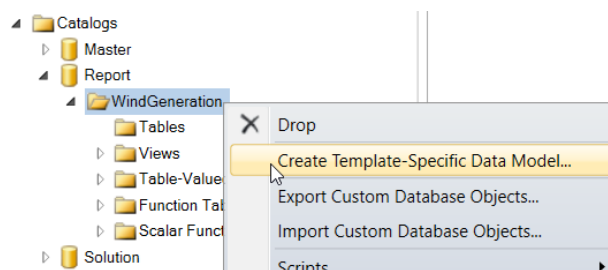 Catalogs
Master
Report
WindGeneration
Tables
Views
Table-Value
Function Tab
Scalar Funct
Solution
Drop
Create Template-Specific Data Model...
Export Custom Database Objects...
Import Custom Database Objects...
Scripts